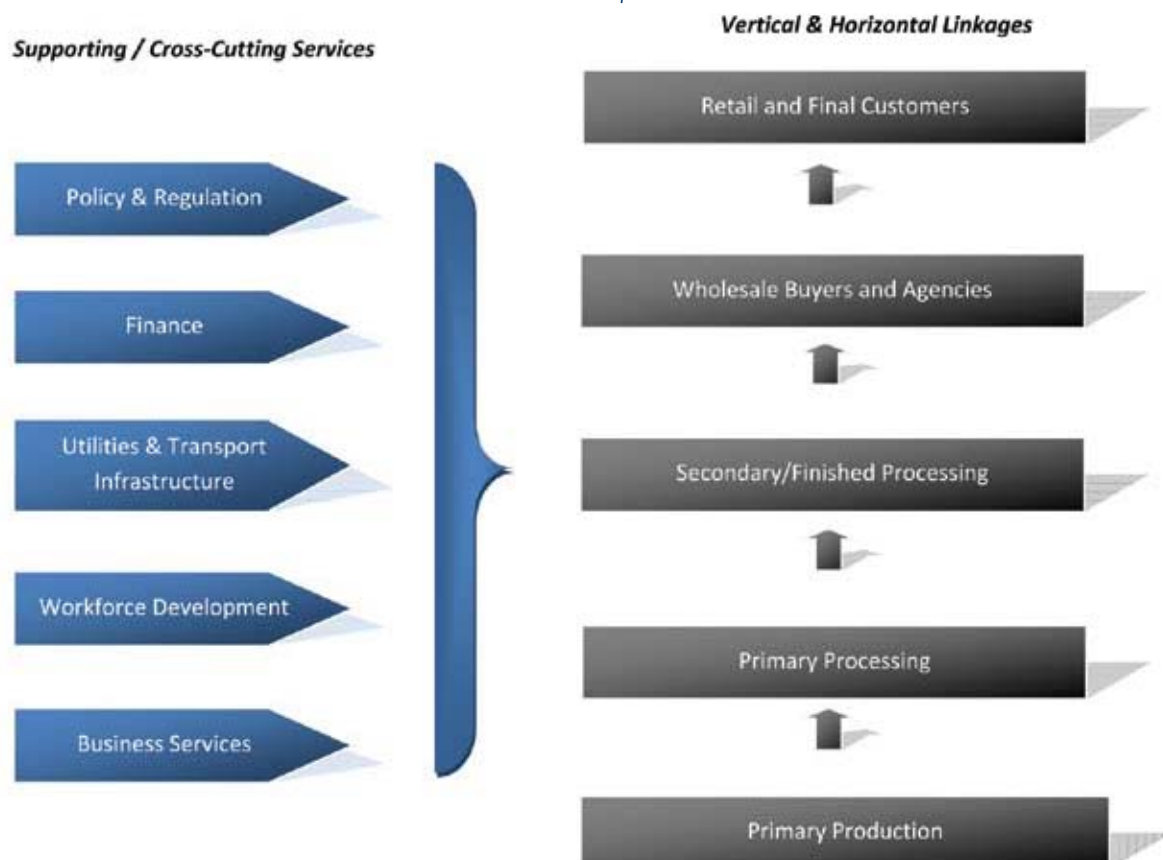 Supporting / Cross-Cutting Services
Policy & Regulation
Finance
Utilities & Transport
Infrastructure
Workforce Development
Business Services
Vertical & Horizontal Linkages
Retail and Final Customers
Wholesale Buyers and Agencies
Secondary/Finished Processing
Primary Processing
Primary Production